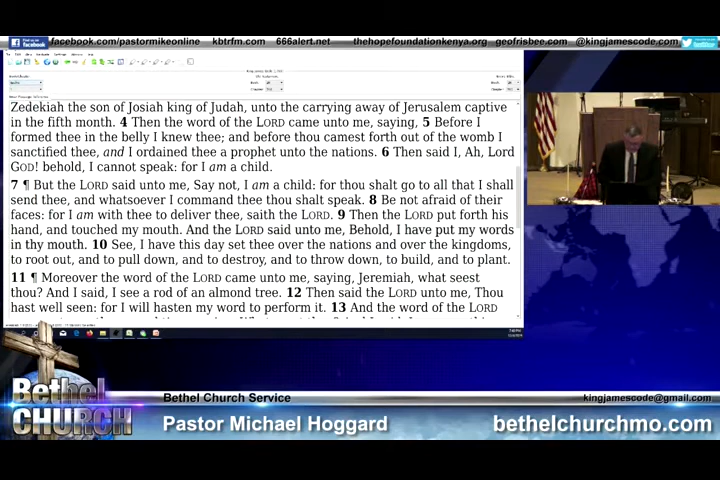 Find us on facebook
facebook.com/pastormikeonline kbtrfm.com 666alert.net thehopefoundationkenya.org geofrisbee.com @kingjamescode twitter
Zedekiah the son of Josiah king of Judah, unto the carrying away of Jerusalem captive
in the fifth month. 4 Then the word of the LORD came unto me, saying, 5 Before I
formed thee in the belly I knew thee; and before thou camest forth out of the womb I
sanctified thee, and I ordained thee a prophet unto the nations. 6 Then said I, Ah, Lord
GOD! behold, I cannot speak: for I am a child.
7 ¶ But the LORD said unto me, Say not, I am a child: for thou shalt go to all that I shall
send thee, and whatsoever I command thee thou shalt speak. 8 Be not afraid of their
faces: for I am with thee to deliver thee, saith the LORD. 9 Then the LORD put forth his
hand, and touched my mouth. And the LORD said unto me, Behold, I have put my words
in thy mouth. 10 See, I have this day set thee over the nations and over the kingdoms,
to root out, and to pull down, and to destroy, and to throw down, to build, and to plant.
11 ¶ Moreover the word of the LORD came unto me, saying, Jeremiah, what seest
thou? And I said, I see a rod of an almond tree. 12 Then said the LORD unto me, Thou
hast well seen: for I will hasten my word to perform it. 13 And the word of the LORD
Bethel
CHURCH
Bethel Church Service kingjamescode@gmail.com
Pastor Michael Hoggard bethelchurchmo.com